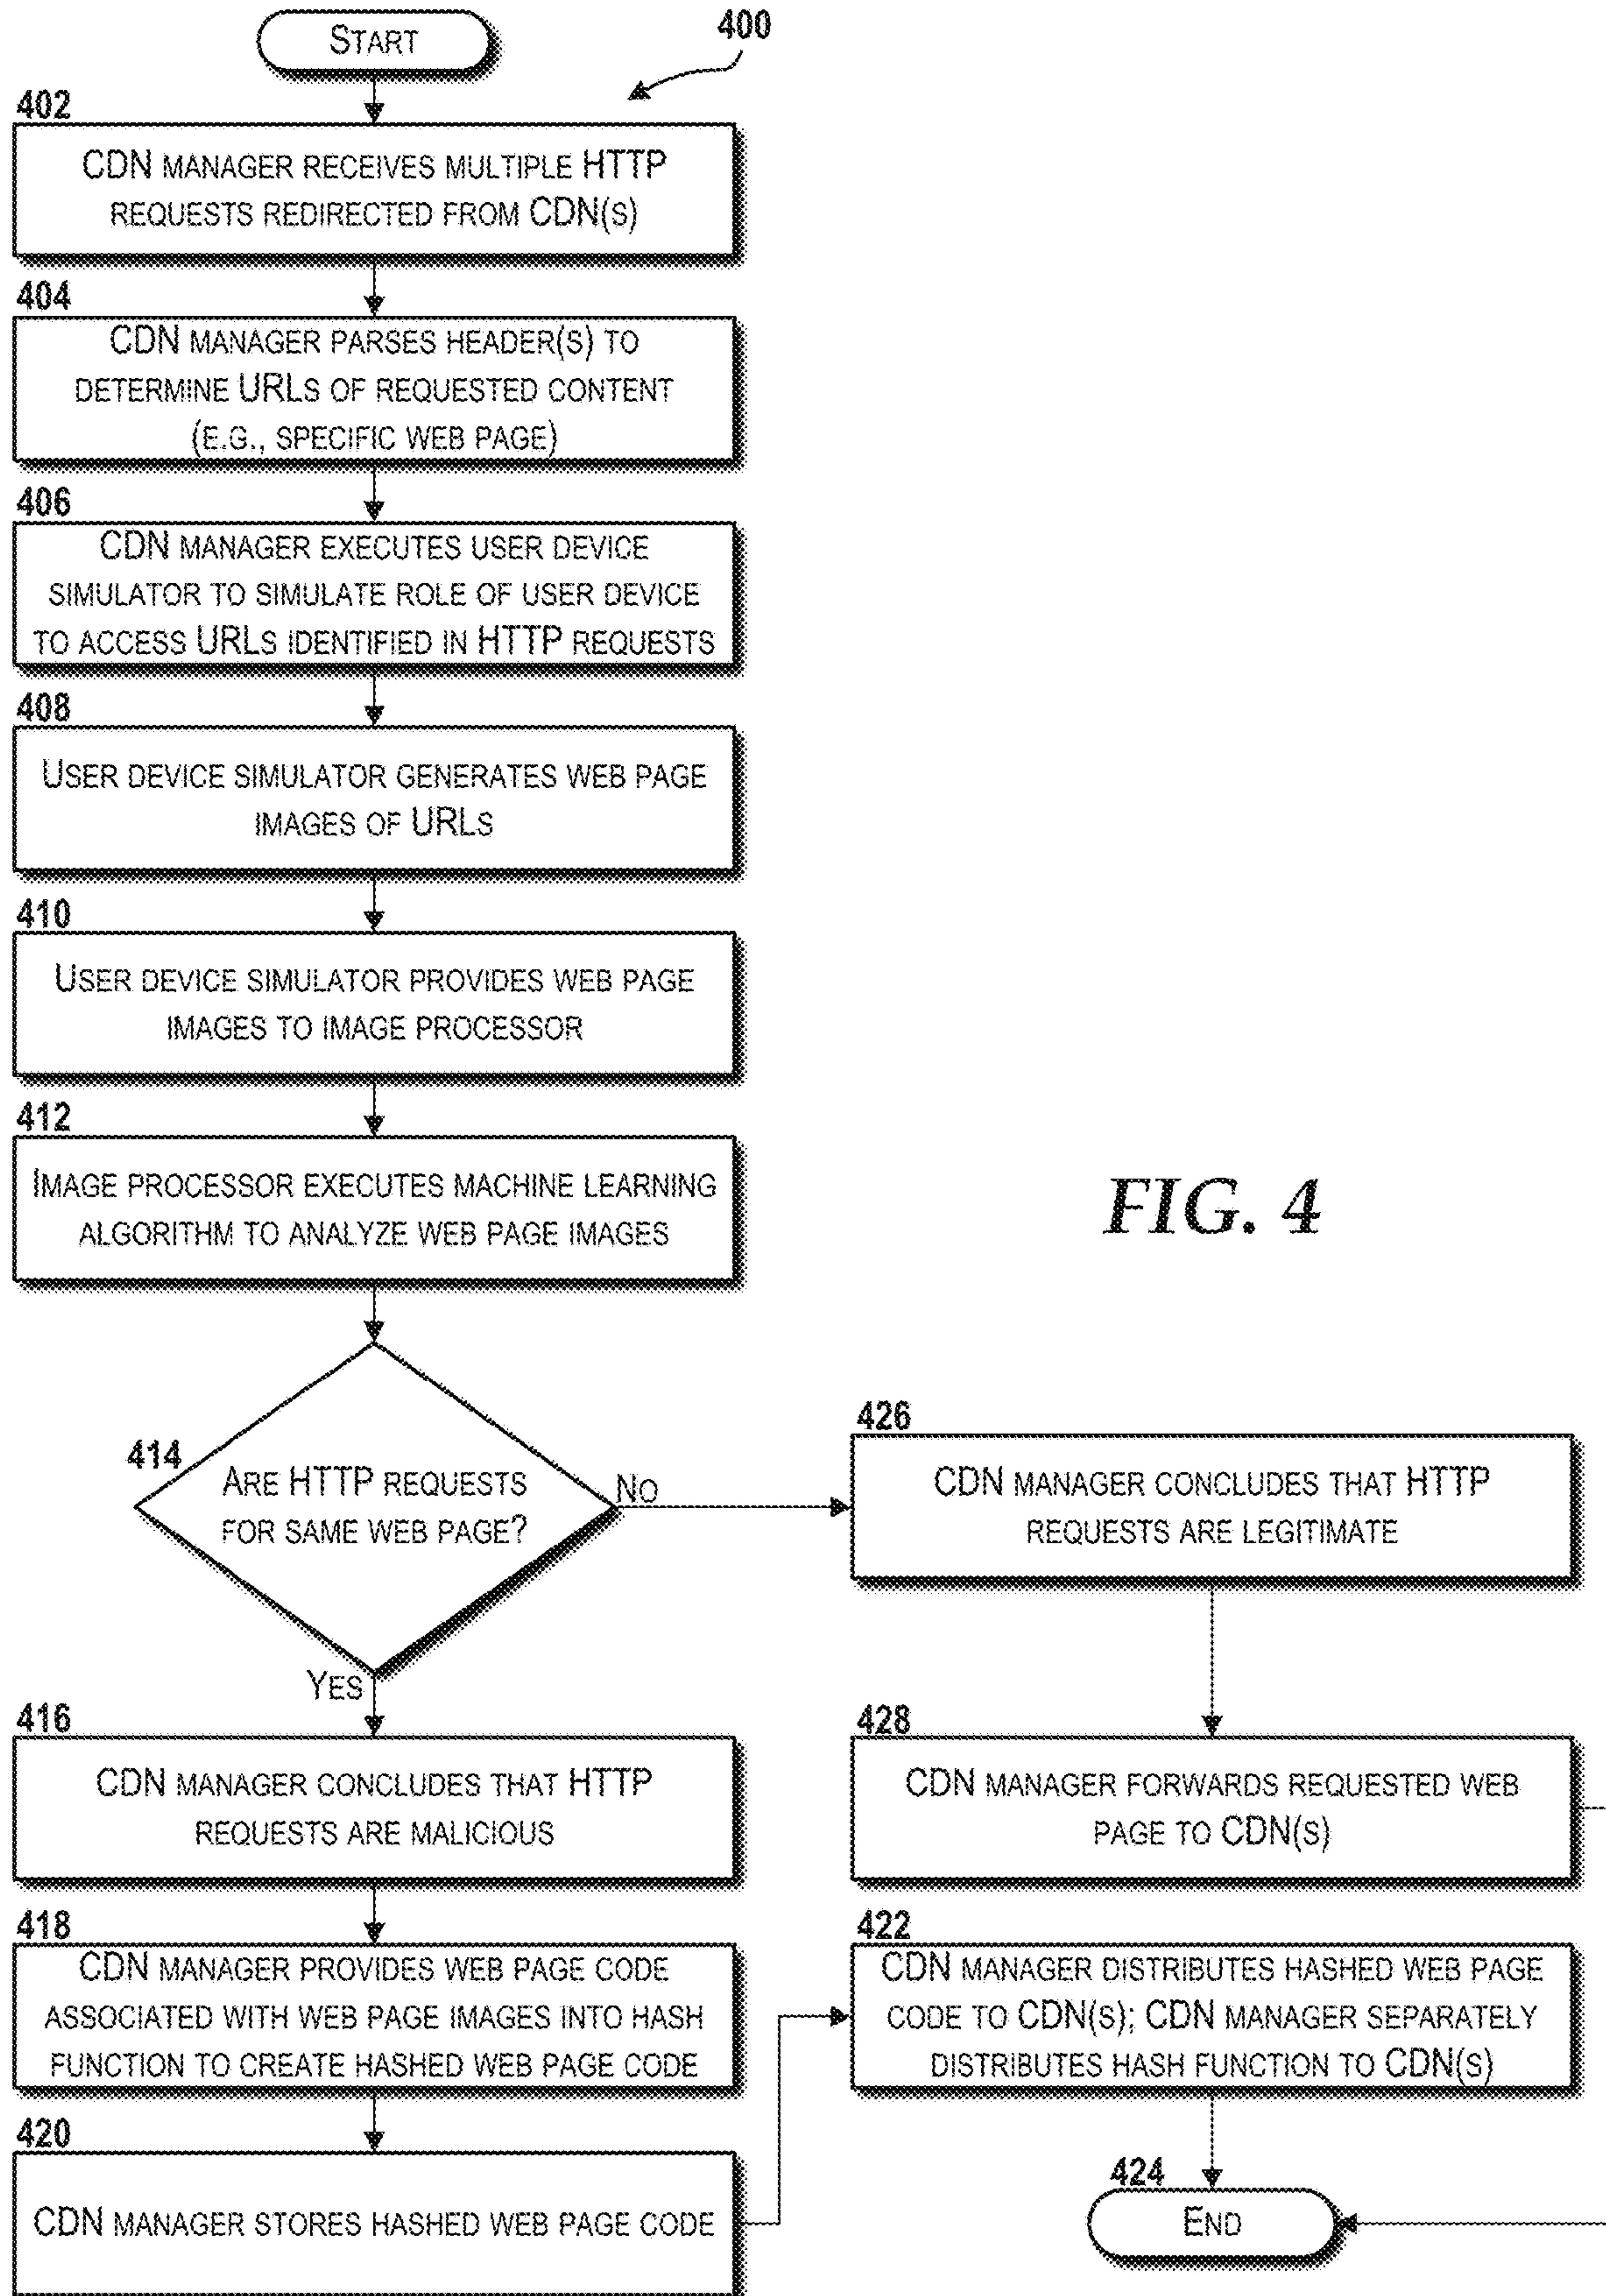 START
400
402
CDN MANAGER RECEIVES MULTIPLE HTTP
REQUESTS REDIRECTED FROM CDN(S)
404
CDN MANAGER PARSES HEADER(S) TO
DETERMINE URLS OF REQUESTED CONTENT
(E.G., SPECIFIC WEB PAGE)
406
CDN MANAGER EXECUTES USER DEVICE
SIMULATOR TO SIMULATE ROLE OF USER DEVICE
TO ACCESS URLS IDENTIFIED IN HTTP REQUESTS
408
USER DEVICE SIMULATOR GENERATES WEB PAGE
IMAGES OF URLS
410
USER DEVICE SIMULATOR PROVIDES WEB PAGE
IMAGES TO IMAGE PROCESSOR
412
IMAGE PROCESSOR EXECUTES MACHINE LEARNING
ALGORITHM TO ANALYZE WEB PAGE IMAGES
FIG. 4
414
ARE HTTP REQUESTS
FOR SAME WEB PAGE?
NO
YES
426
CDN MANAGER CONCLUDES THAT HTTP
REQUESTS ARE LEGITIMATE
416
CDN MANAGER CONCLUDES THAT HTTP
REQUESTS ARE MALICIOUS
428
CDN MANAGER FORWARDS REQUESTED WEB
PAGE TO CDN(S)
418
CDN MANAGER PROVIDES WEB PAGE CODE
ASSOCIATED WITH WEB PAGE IMAGES INTO HASH
FUNCTION TO CREATE HASHED WEB PAGE CODE
422
CDN MANAGER DISTRIBUTES HASHED WEB PAGE
CODE TO CDN(S); CDN MANAGER SEPARATELY
DISTRIBUTES HASH FUNCTION TO CDN(S)
420
CDN MANAGER STORES HASHED WEB PAGE CODE
424
END